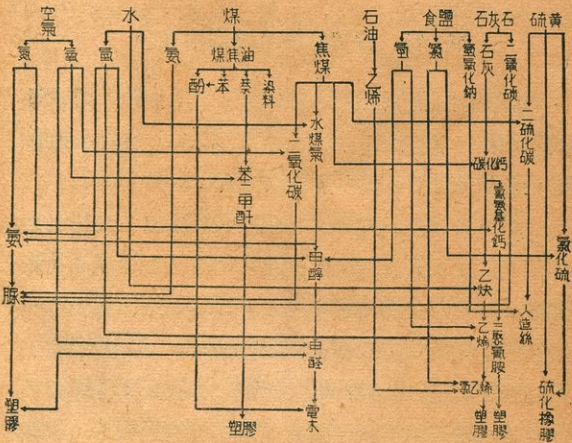 空氣
水
煤
石油
食鹽
石灰石
硫黄
氮
氧
氫
氨
煤焦油
焦煤
氫
氯
氫氧化鈉
石灰
二氧化碳
酚
苯
萘
染料
乙烯
水煤氣
二氧化碳
二硫化碳
碳化鈣
苯二甲酐
氰氨基化鈣
氨
氯化硫
甲醇
脲
乙炔
人造絲
乙烯
三聚氰胺
甲醛
氯乙烯
塑膠
塑膠
電木
塑膠
塑膠
硫化橡膠